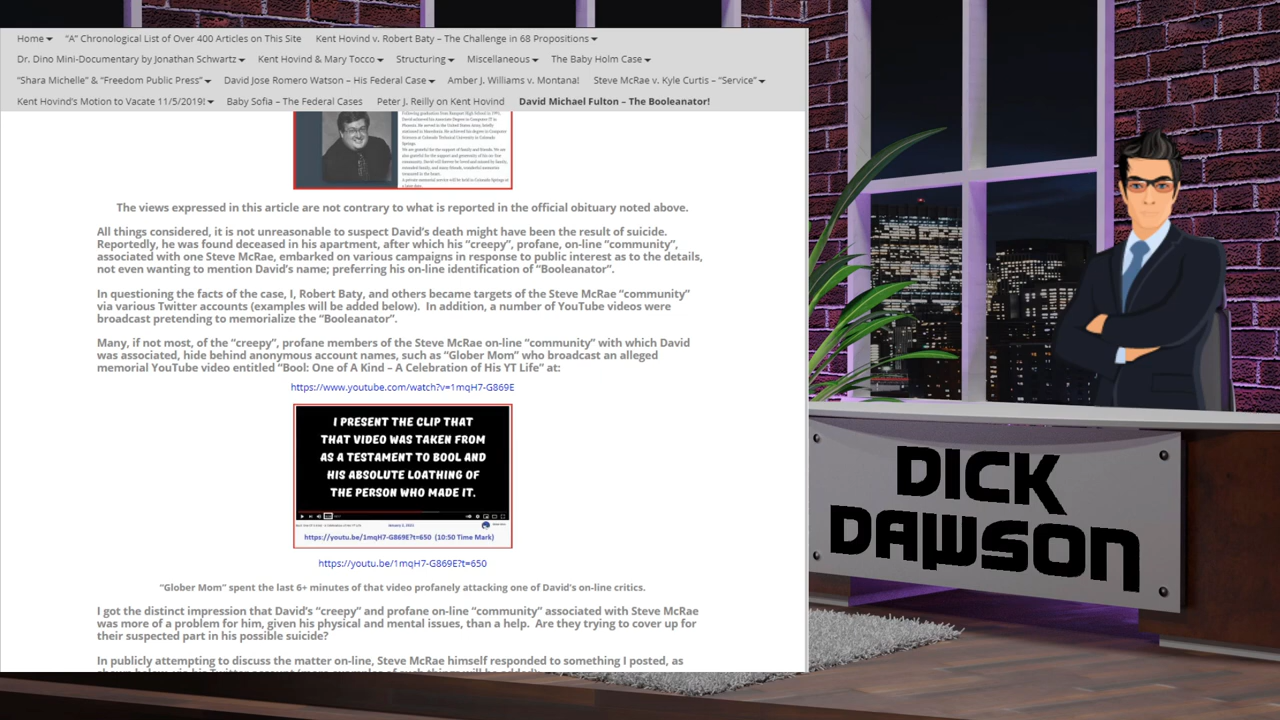 Home
"A" Chronological List of Over 400 Articles on This Site
Kent Hovind v. Robert Baty – The Challenge in 68 Propositions
Dr. Dino Mini-Documentary by Jonathan Schwartz
Kent Hovind & Mary Tocco
Structuring
Miscellaneous
The Baby Holm Case
"Shara Michelle" & "Freedom Public Press"
David Jose Romero Watson – His Federal Case
Amber J. Williams v. Montana!
Steve McRae v. Kyle Curtis – "Service"
Kent Hovind's Motion to Vacate 11/5/2019!
Baby Sofia – The Federal Cases
Peter J. Reilly on Kent Hovind
David Michael Fulton – The Booleanator!
The views expressed in this article are not contrary to what is reported in the official obituary noted above.
All things considered, it is not unreasonable to suspect David's death might have been the result of suicide.
Reportedly, he was found deceased in his apartment, after which his "creepy", profane, on-line "community",
associated with one Steve McRae, embarked on various campaigns in response to public interest as to the details,
not even wanting to mention David's name; preferring his on-line identification of "Booleanator".
In questioning the facts of the case, I, Robert Baty, and others became targets of the Steve McRae "community"
via various Twitter accounts (examples will be added below). In addition, a number of YouTube videos were
broadcast pretending to memorialize the "Booleanator".
Many, if not most, of the "creepy", profane members of the Steve McRae on-line "community" with which David
was associated, hide behind anonymous account names, such as "Glober Mom" who broadcast an alleged
memorial YouTube video entitled "Bool: One of A Kind – A Celebration of His YT Life" at:
https://www.youtube.com/watch?v=1mqH7-G869E
I PRESENT THE CLIP THAT
THAT VIDEO WAS TAKEN FROM
AS A TESTAMENT TO BOOL AND
HIS ABSOLUTE LOATHING OF
THE PERSON WHO MADE IT.
https://youtu.be/1mqH7-G869E?t=650 (10:50 Time Mark)
https://youtu.be/1mqH7-G869E?t=650
"Glober Mom" spent the last 6+ minutes of that video profanely attacking one of David's on-line critics.
I got the distinct impression that David's "creepy" and profane on-line "community" associated with Steve McRae
was more of a problem for him, given his physical and mental issues, than a help. Are they trying to cover up for
their suspected part in his possible suicide?
In publicly attempting to discuss the matter on-line, Steve McRae himself responded to something I posted, as
DICK
DAWSON